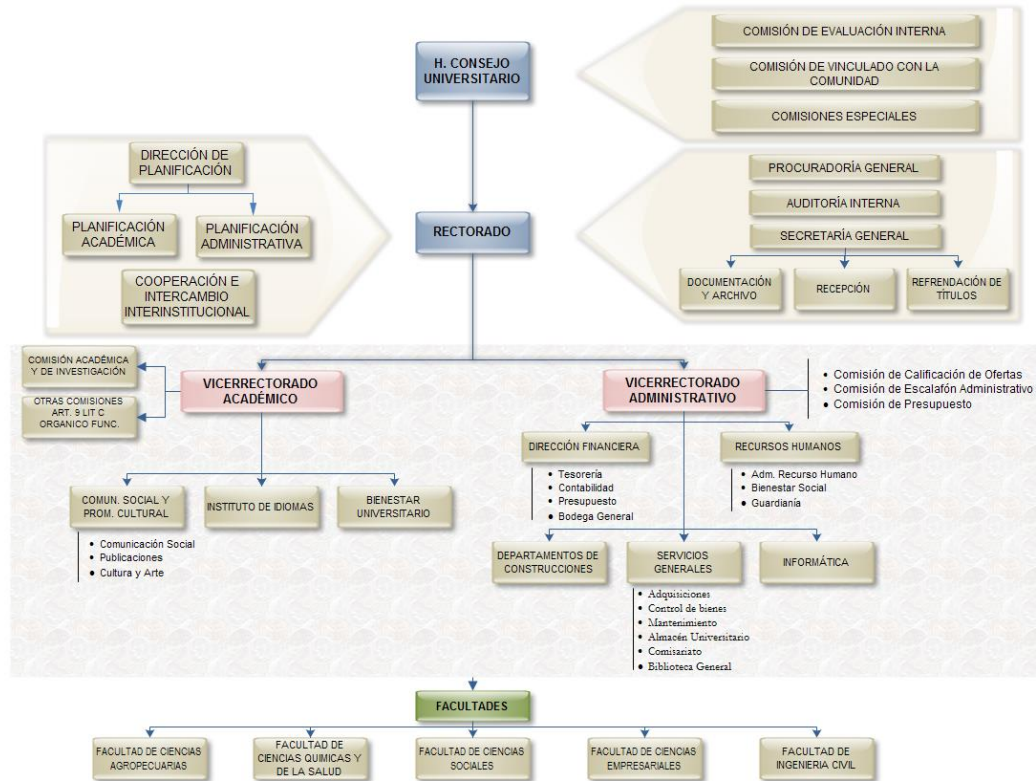 COMISIÓN DE EVALUACIÓN INTERNA
H. CONSEJO
UNIVERSITARIO
COMISIÓN DE VINCULADO CON LA
COMUNIDAD
COMISIONES ESPECIALES
DIRECCIÓN DE
PLANIFICACIÓN
PLANIFICACIÓN
ACADÉMICA
PLANIFICACIÓN
ADMINISTRATIVA
COOPERACIÓN E
INTERCAMBIO
INTERINSTITUCIONAL
RECTORADO
PROCURADORÍA GENERAL
AUDITORÍA INTERNA
SECRETARÍA GENERAL
DOCUMENTACIÓN
Y ARCHIVO
RECEPCIÓN
REFRENDACIÓN DE
TÍTULOS
COMISIÓN ACADÉMICA
Y DE INVESTIGACIÓN
OTRAS COMISIONES
ART. 9 LIT C
ORGANICO FUNC.
VICERRECTORADO
ACADÉMICO
VICERRECTORADO
ADMINISTRATIVO
• Comisión de Calificación de Ofertas
• Comisión de Escalafón Administrativo
• Comisión de Presupuesto
DIRECCIÓN FINANCIERA
• Tesorería
• Contabilidad
• Presupuesto
• Bodega General
RECURSOS HUMANOS
• Adm. Recurso Humano
• Bienestar Social
• Guardianía
COMUN. SOCIAL Y
PROM. CULTURAL
• Comunicación Social
• Publicaciones
• Cultura y Arte
INSTITUTO DE IDIOMAS
BIENESTAR
UNIVERSITARIO
DEPARTAMENTOS DE
CONSTRUCCIONES
SERVICIOS
GENERALES
• Adquisiciones
• Control de bienes
• Mantenimiento
• Almacén Universitario
• Comisariato
• Biblioteca General
INFORMÁTICA
FACULTADES
FACULTAD DE CIENCIAS
AGROPECUARIAS
FACULTAD DE
CIENCIAS QUIMICAS Y
DE LA SALUD
FACULTAD DE CIENCIAS
SOCIALES
FACULTAD DE CIENCIAS
EMPRESARIALES
FACULTAD DE
INGENIERIA CIVIL